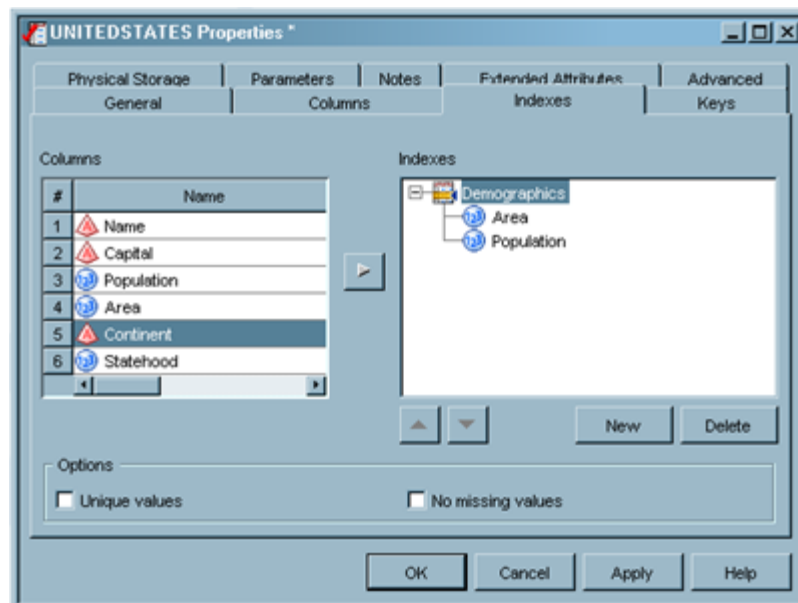 UNITEDSTATES Properties *
Physical Storage Parameters Notes Extended Attributes Advanced
General Columns Indexes Keys
Columns Indexes
# Name
1 Name
2 Capital
3 Population
4 Area
5 Continent
6 Statehood
Demographics
123 Area
123 Population
New Delete
Options
Unique values No missing values
OK Cancel Apply Help